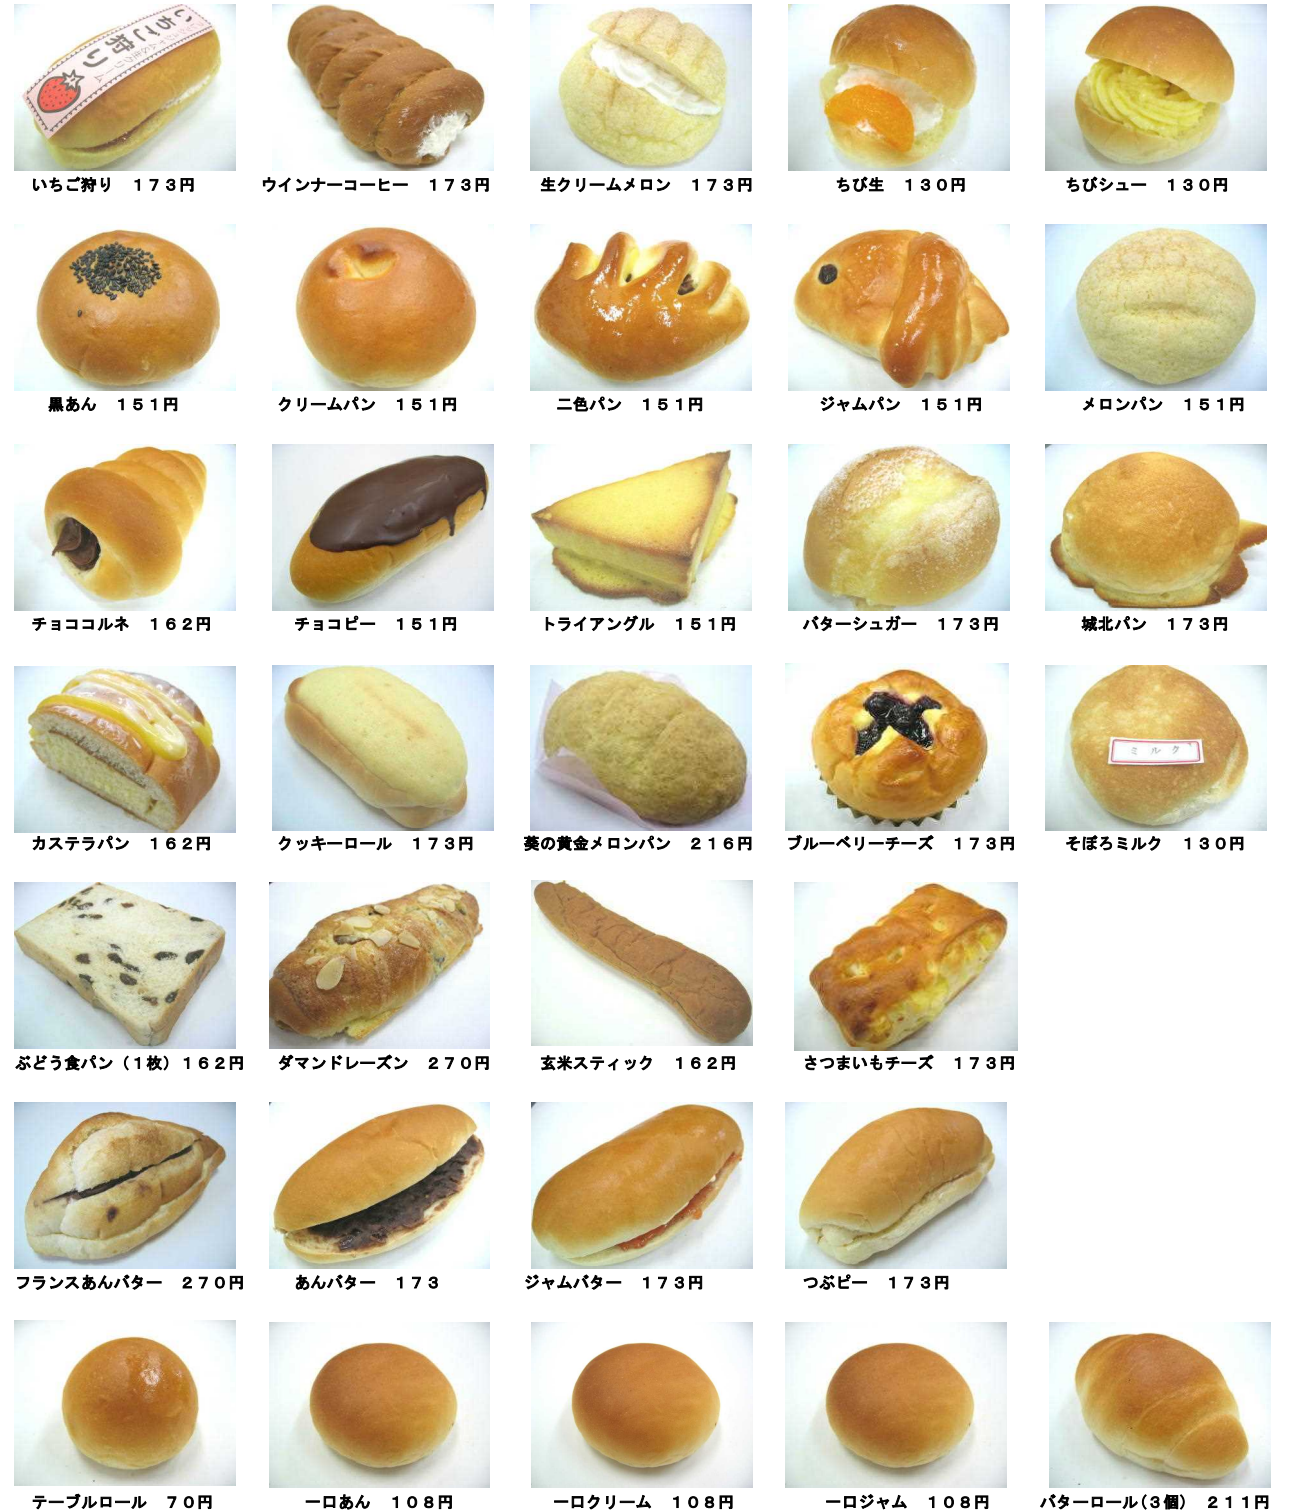 いちご狩り
いちご狩り　１７３円
ウインナーコーヒー　１７３円
生クリームメロン　１７３円
ちび生　１３０円
ちびシュー　１３０円
黒あん　１５１円
クリームパン　１５１円
二色パン　１５１円
ジャムパン　１５１円
メロンパン　１５１円
チョココルネ　１６２円
チョコピー　１５１円
トライアングル　１５１円
バターシュガー　１７３円
城北パン　１７３円
ミルク
カステラパン　１６２円
クッキーロール　１７３円
葵の黄金メロンパン　２１６円
ブルーベリーチーズ　１７３円
そぼろミルク　１３０円
ぶどう食パン（１枚）１６２円
ダマンドレーズン　２７０円
玄米スティック　１６２円
さつまいもチーズ　１７３円
フランスあんバター　２７０円
あんバター　１７３
ジャムバター　１７３円
つぶピー　１７３円
テーブルロール　７０円
一口あん　１０８円
一口クリーム　１０８円
一口ジャム　１０８円
バターロール（３個）　２１１円